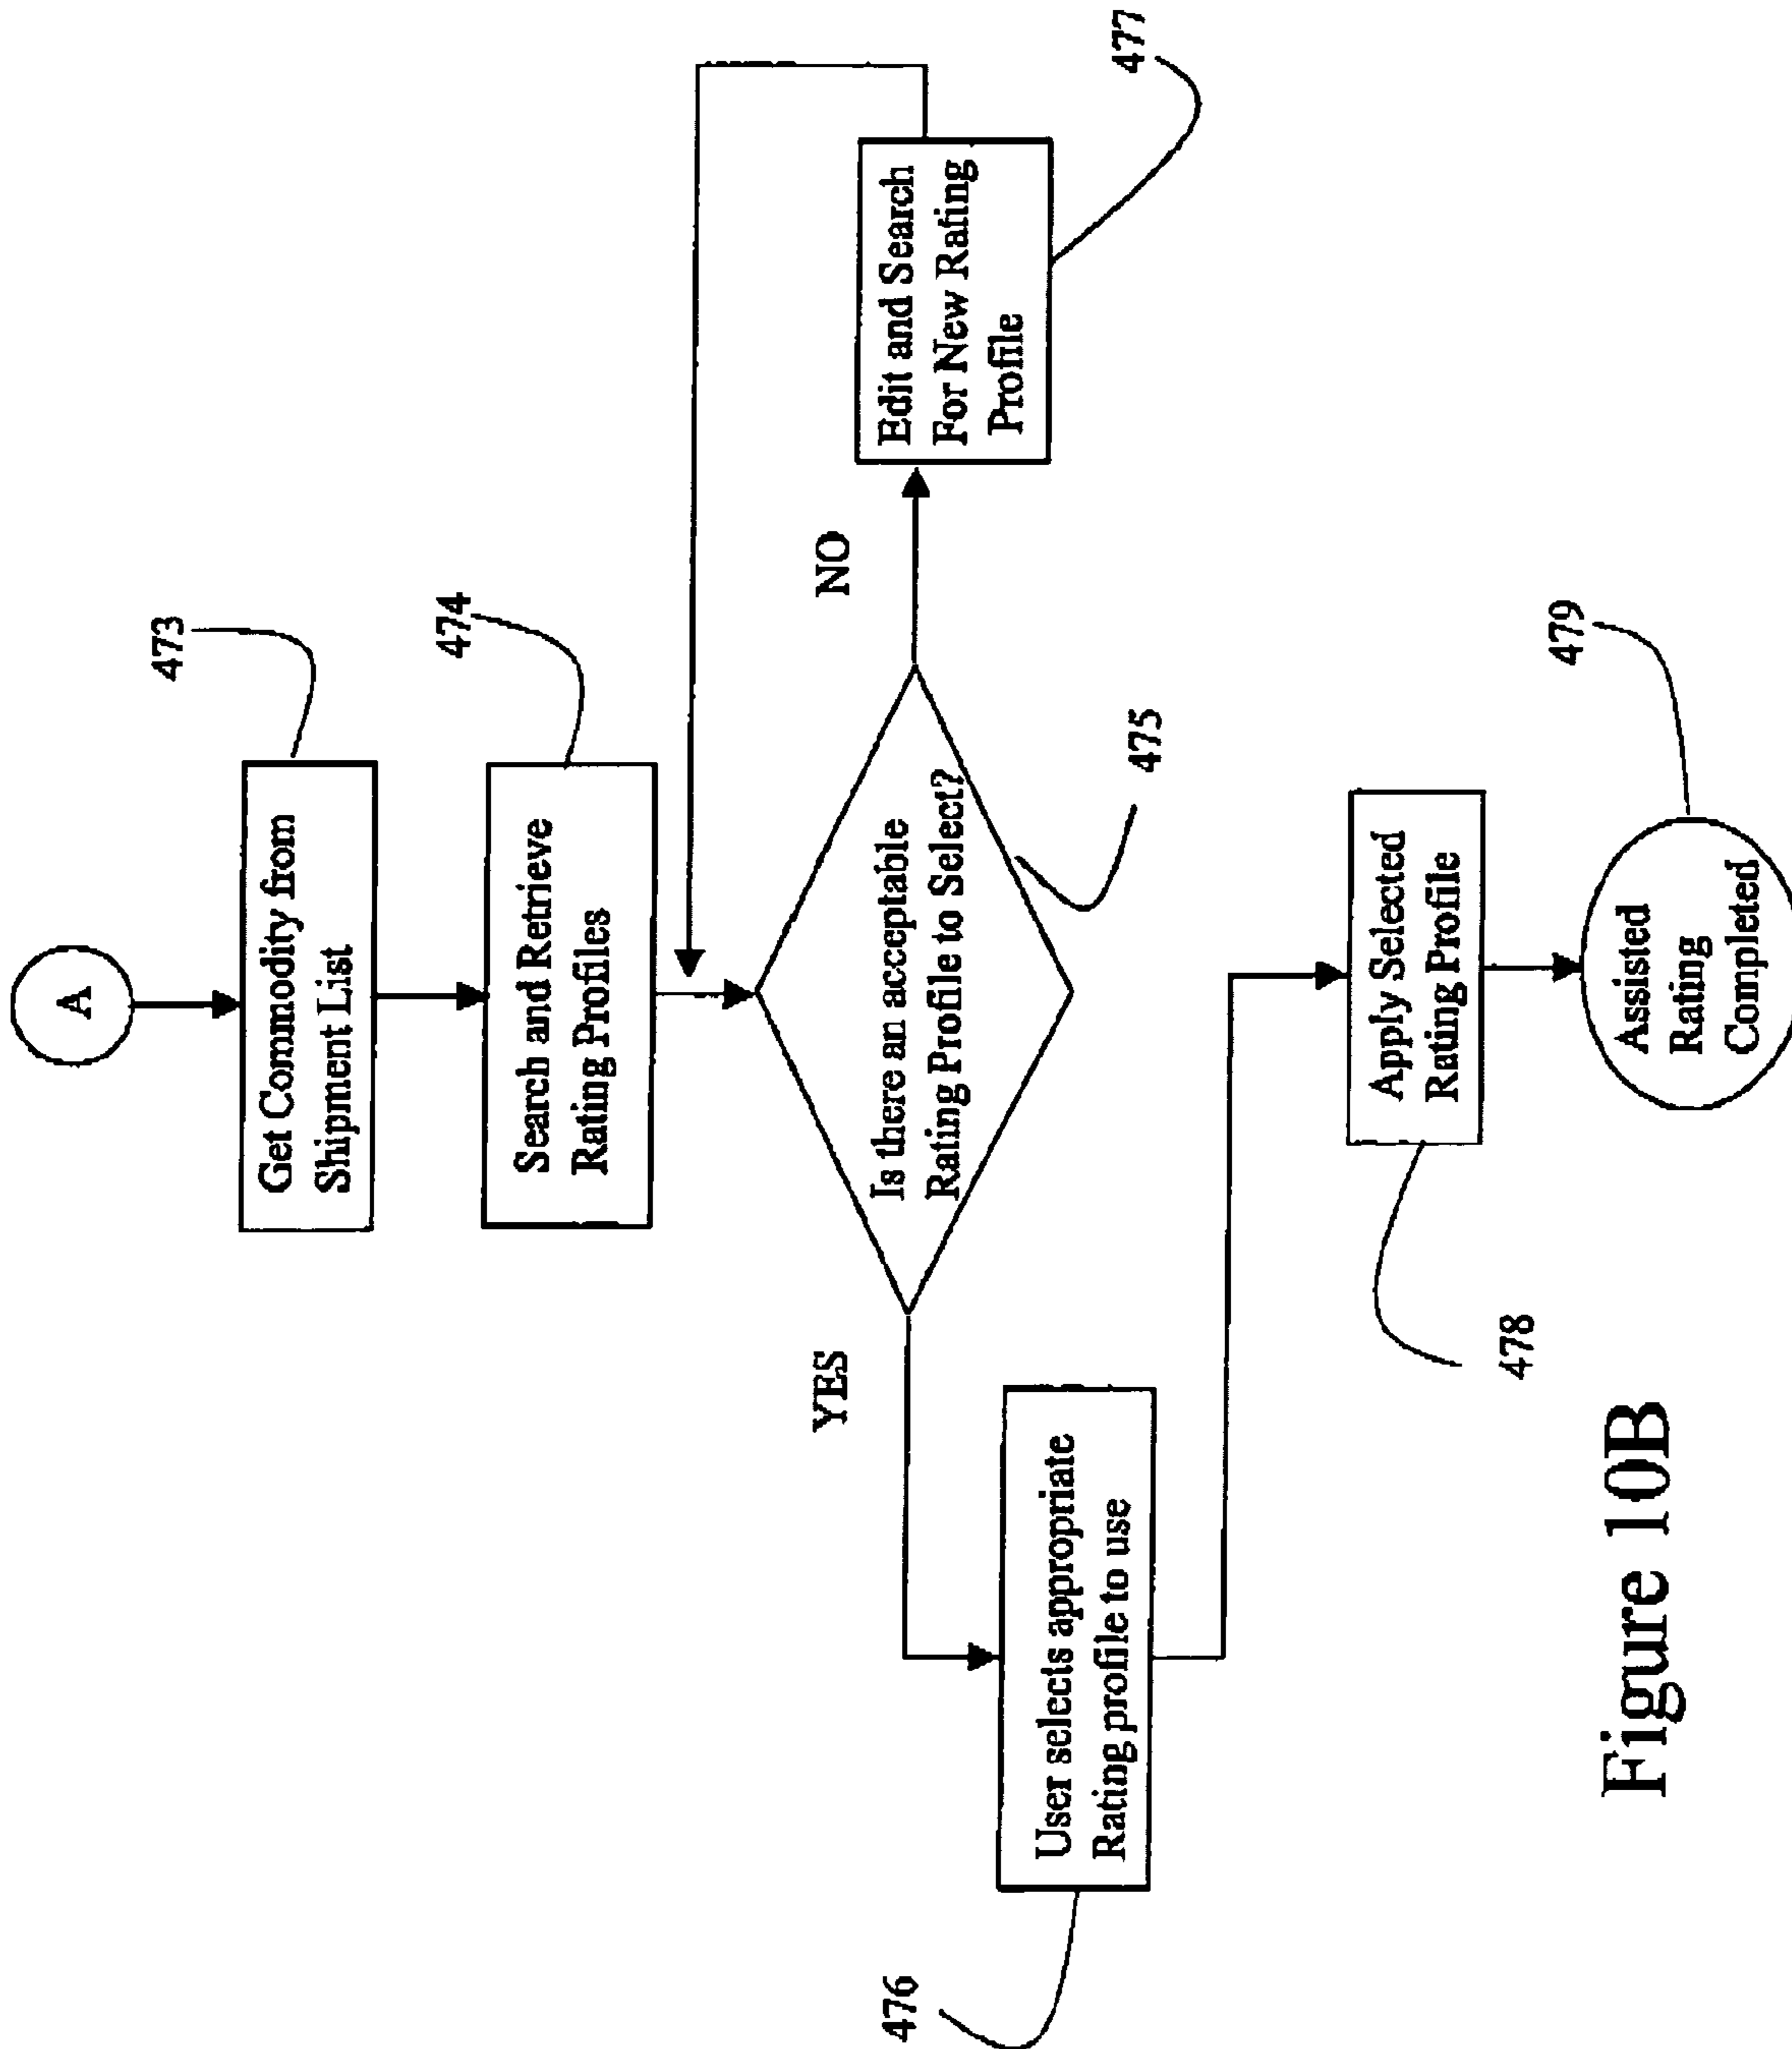 A
Get Commodity from
Shipment List
473
Search and Retrieve
Rating Profiles
474
Is there an acceptable
Rating Profile to Select?
475
YES
NO
Edit and Search
For New Rating
Profile
477
User selects appropriate
Rating profile to use
476
Apply Selected
Rating Profile
478
Assisted
Rating
Completed
479
Figure 10B